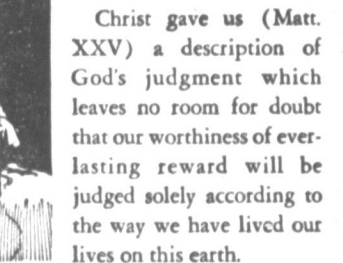 Christ gave us (Matt.
XXV) a description of
God's judgment which
leaves no room for doubt
that our worthiness of ever-
lasting reward will be
judged solely according to
the way we have lived our
lives on this earth.